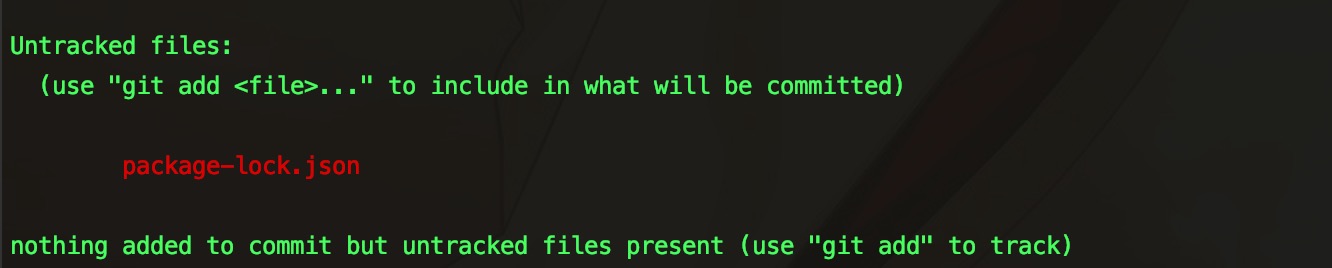 Untracked files:
(use "git add <file>..." to include in what will be committed)
package-lock.json
nothing added to commit but untracked files present (use "git add" to track)